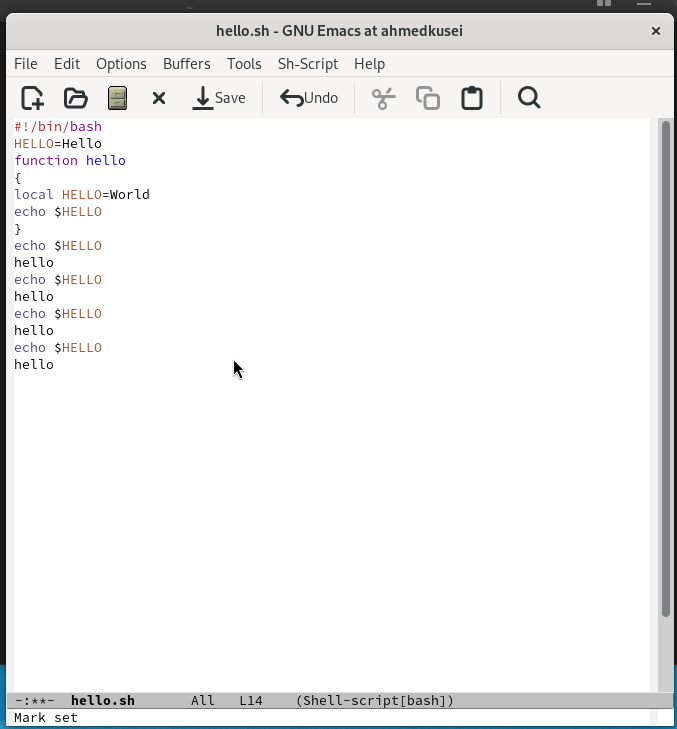 hello.sh - GNU Emacs at ahmedkusei
File Edit Options Buffers Tools Sh-Script Help
Save Undo
#!/bin/bash
HELLO=Hello
function hello
{
local HELLO=World
echo $HELLO
}
echo $HELLO
hello
echo $HELLO
hello
echo $HELLO
hello
echo $HELLO
hello
-:**- hello.sh All L14 (Shell-script[bash])
Mark set